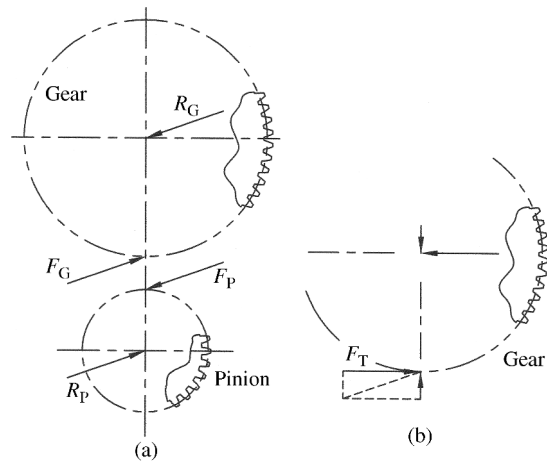 Gear
R_G
F_G
F_P
R_P
Pinion
(a)
F_T
Gear
(b)